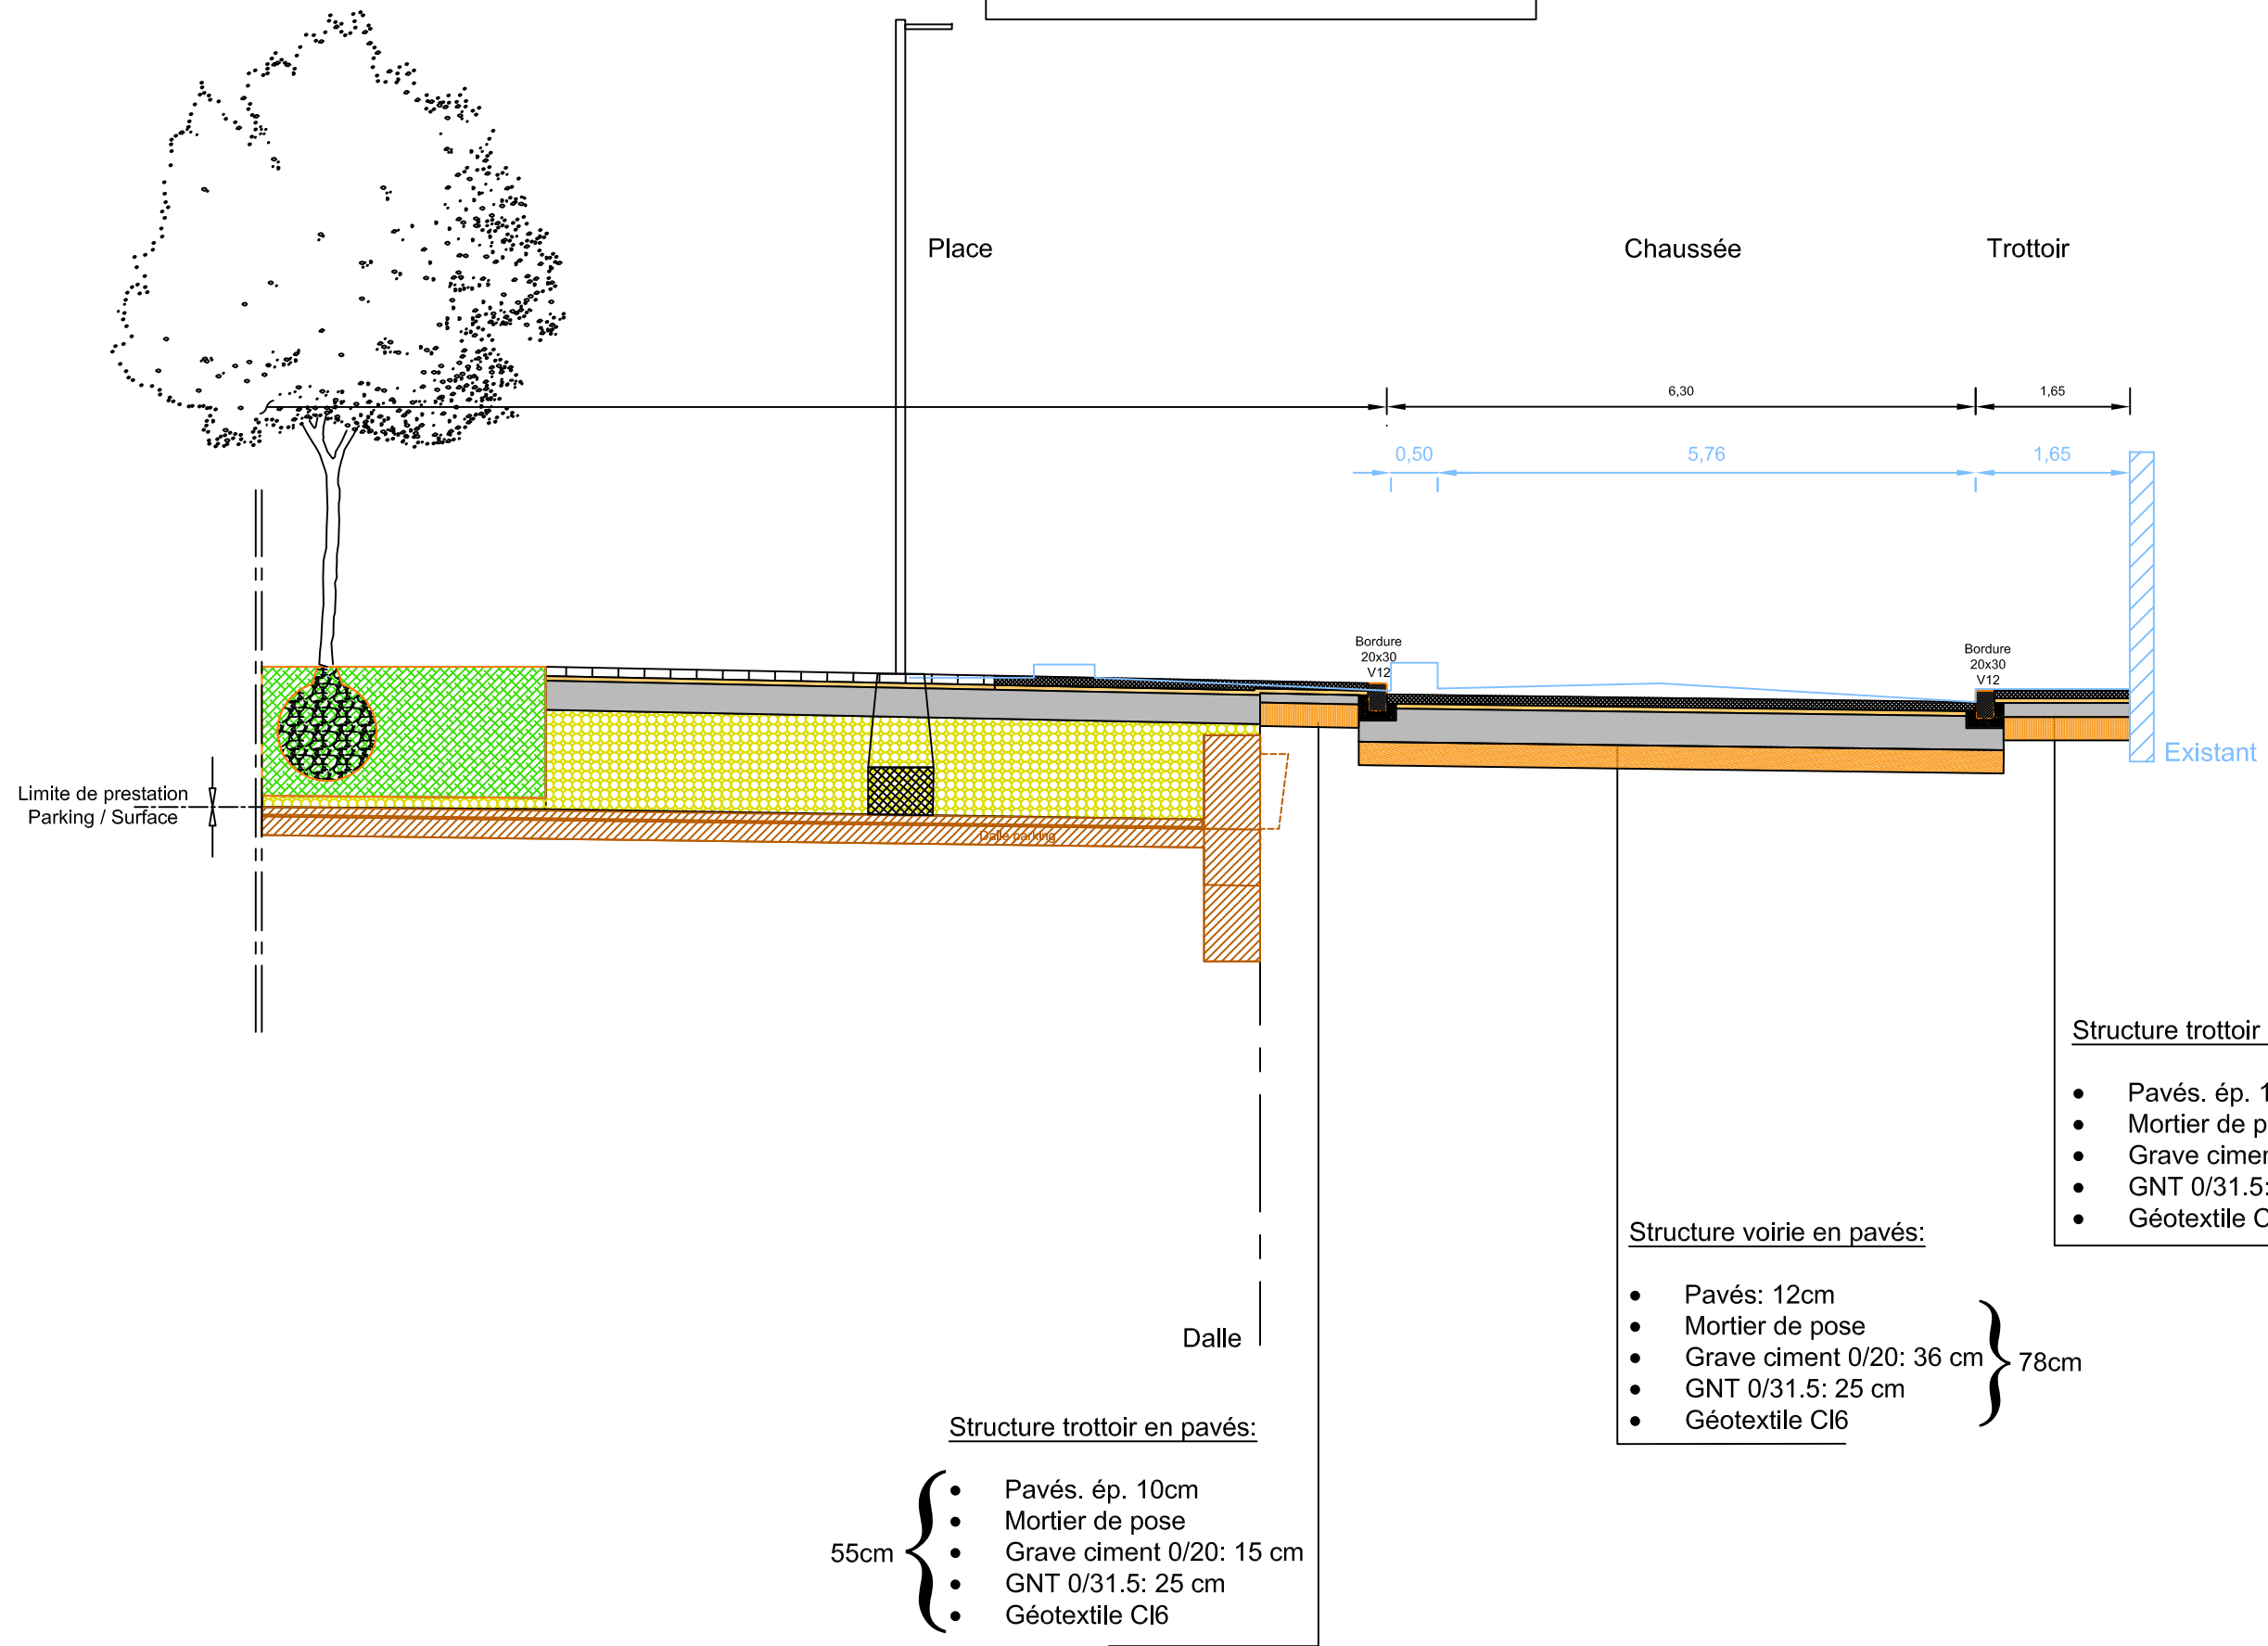 Place
Chaussée
Trottoir
6,30
1,65
0,50
5,76
1,65
Bordure
20x30
V12
Bordure
20x30
V12
Existant
Limite de prestation
Parking / Surface
Dalle parking
Structure trottoir
• Pavés. ép. 1
• Mortier de p
• Grave cimen
• GNT 0/31.5:
• Géotextile C
Structure voirie en pavés:
• Pavés: 12cm
• Mortier de pose
• Grave ciment 0/20: 36 cm
• GNT 0/31.5: 25 cm
• Géotextile Cl6
78cm
Dalle
Structure trottoir en pavés:
• Pavés. ép. 10cm
• Mortier de pose
• Grave ciment 0/20: 15 cm
• GNT 0/31.5: 25 cm
• Géotextile Cl6
55cm